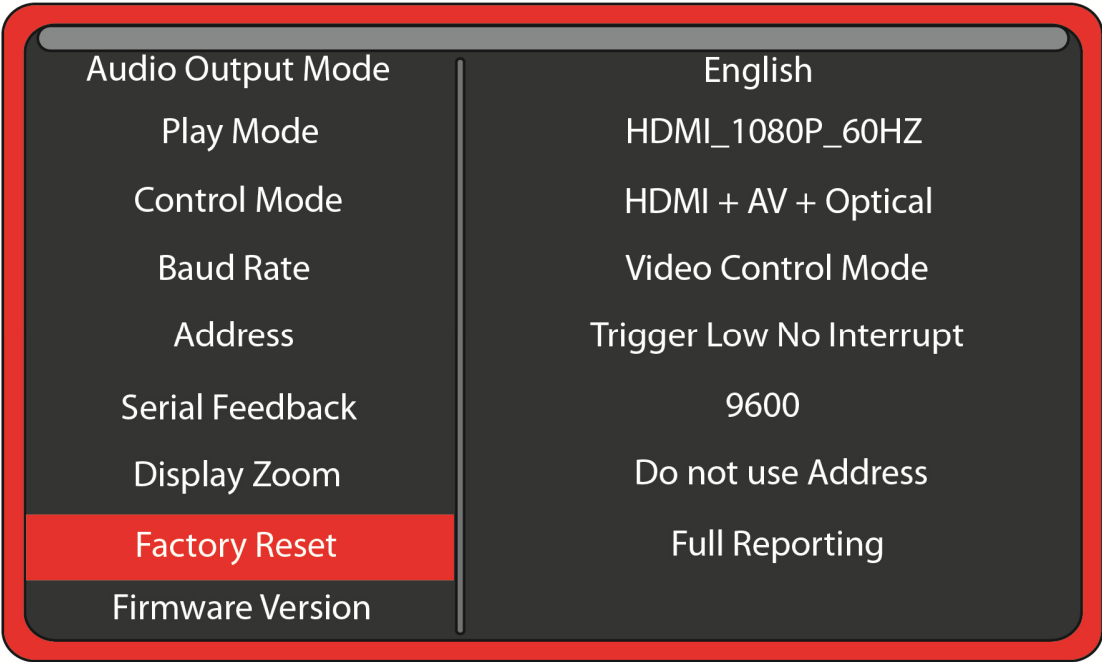 Audio Output Mode
English
Play Mode
HDMI_1080P_60HZ
Control Mode
HDMI + AV + Optical
Baud Rate
Video Control Mode
Address
Trigger Low No Interrupt
Serial Feedback
9600
Display Zoom
Do not use Address
Factory Reset
Full Reporting
Firmware Version